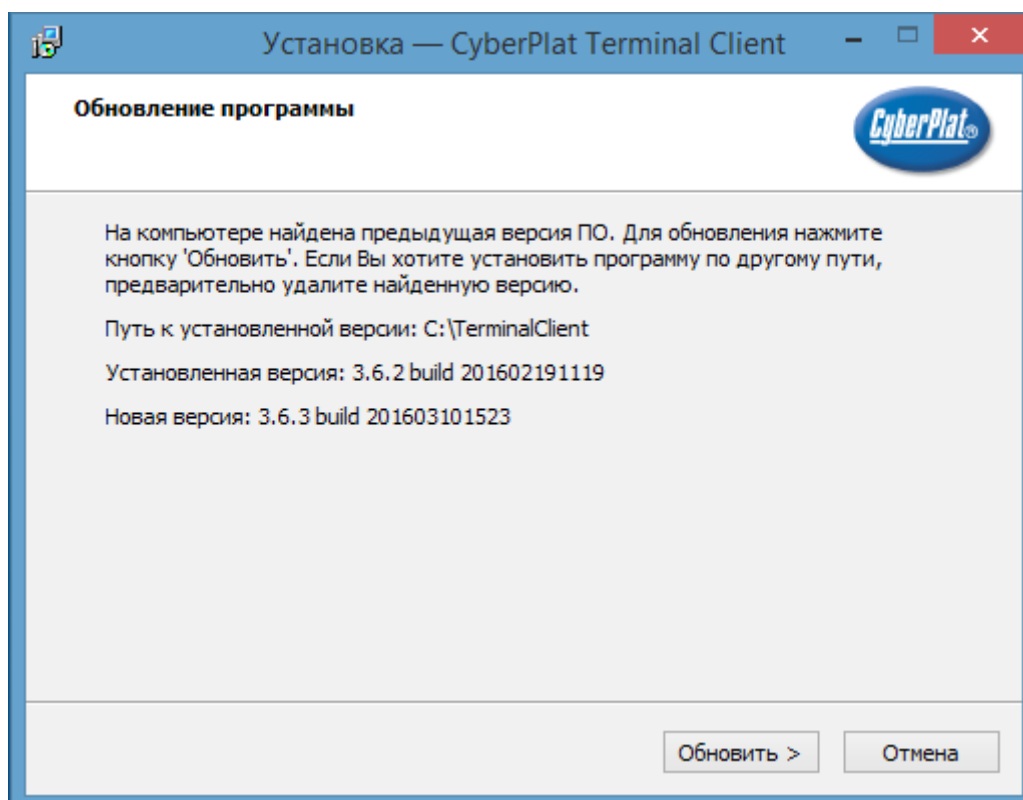 Установка — CyberPlat Terminal Client
Обновление программы
CyberPlat®
На компьютере найдена предыдущая версия ПО. Для обновления нажмите
кнопку 'Обновить'. Если Вы хотите установить программу по другому пути,
предварительно удалите найденную версию.
Путь к установленной версии: C:\TerminalClient
Установленная версия: 3.6.2 build 201602191119
Новая версия: 3.6.3 build 201603101523
Обновить >
Отмена